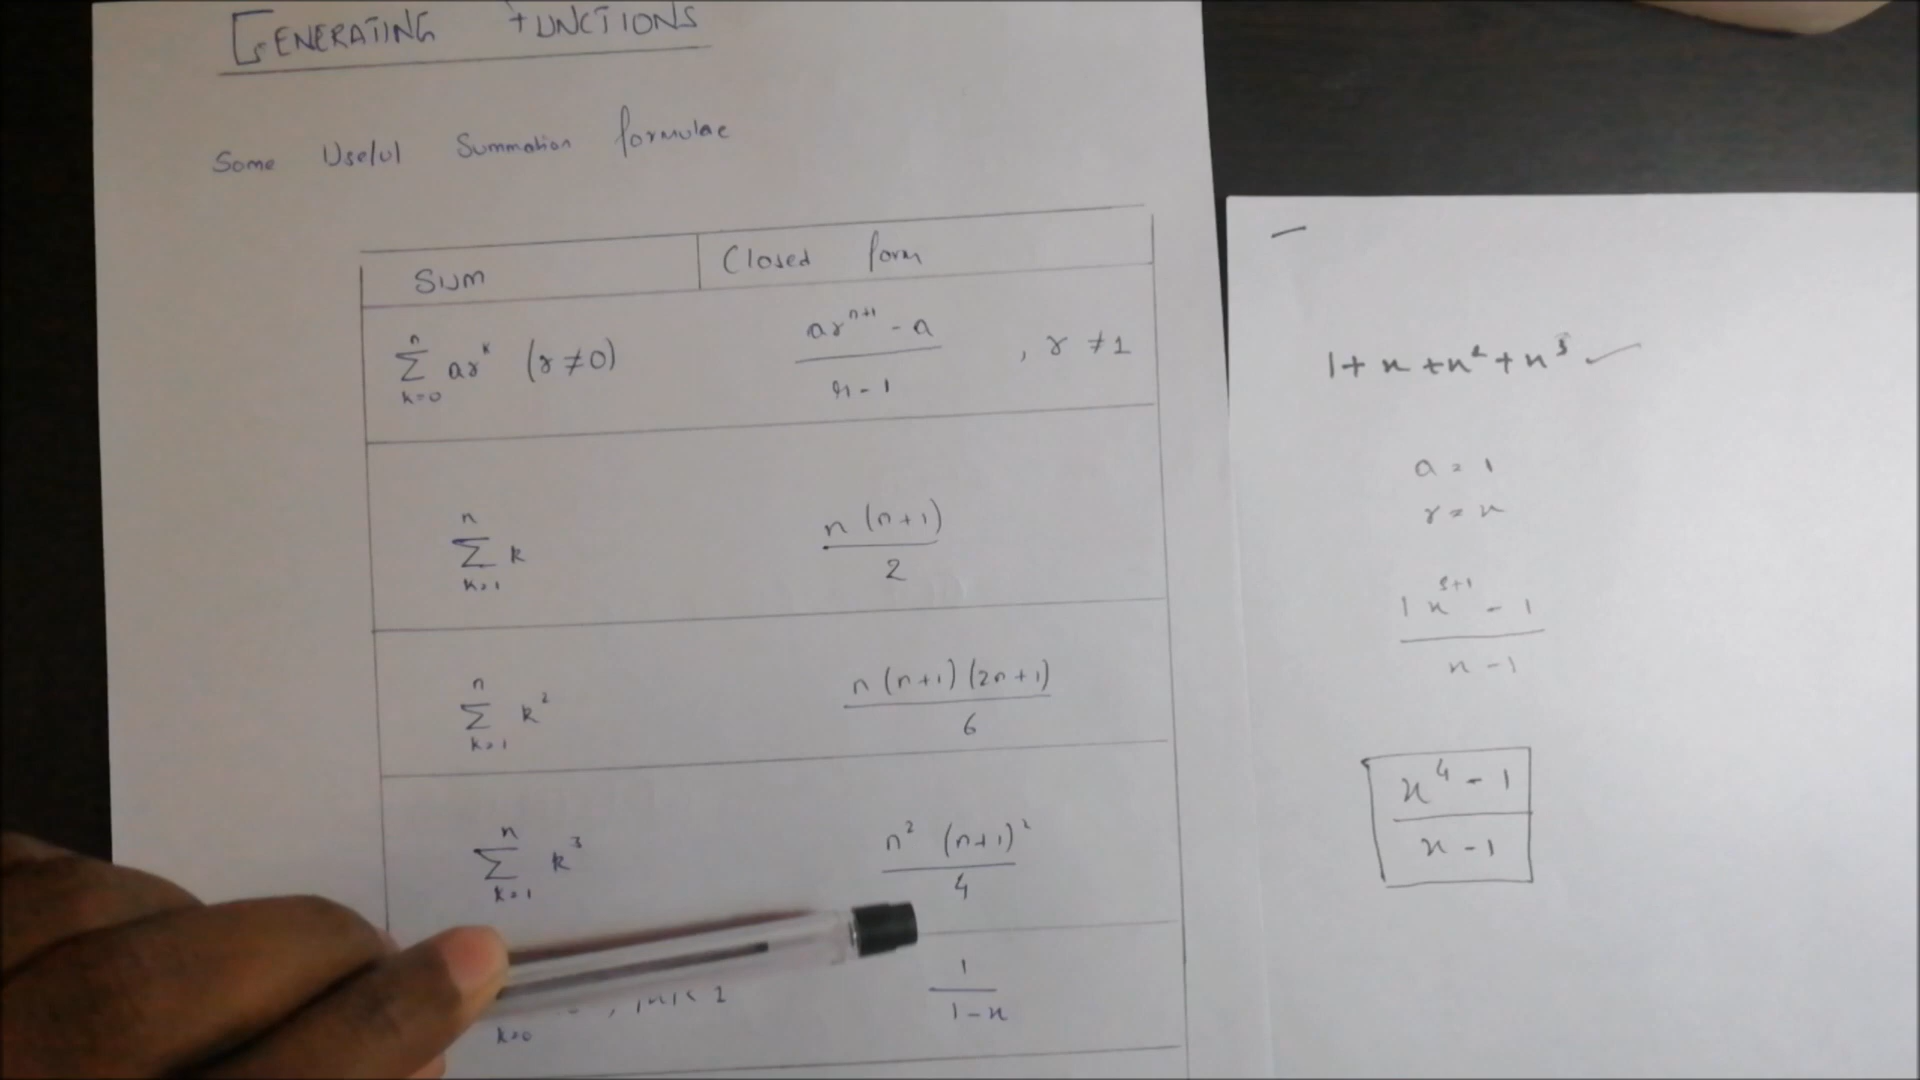 GENERATING FUNCTIONS
Some Useful Summation formulae
Sum Closed form
n∑k=0 ar^k (r≠0) (ar^(n+1) - a)/(r-1) , r≠1
n∑k=1 k n(n+1)/2
n∑k=1 k² n(n+1)(2n+1)/6
n∑k=1 k³ n²(n+1)²/4
k=0 , |x|<1 1/(1-x)
1+x+x²+x³ ✓
a=1
r=x
(1x^(3+1) - 1)/(x-1)
(x⁴-1)/(x-1)